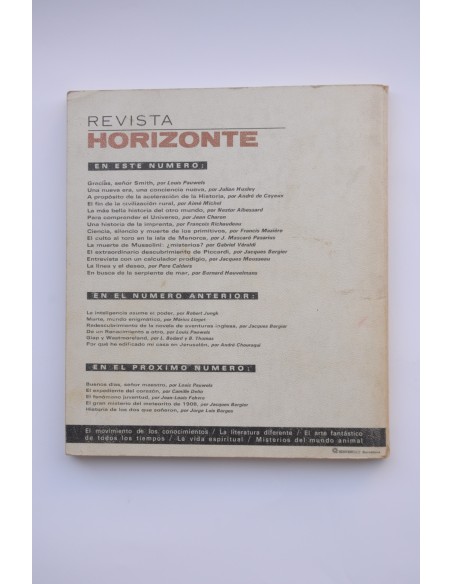 REVISTA
HORIZONTE
EN ESTE NUMERO:
Gracias, señor Smith, por Louis Pauwels
Una nueva era, una conciencia nueva, por Julian Huxley
A propósito de la aceleración de la Historia, por André de Cayeux
El fin de la civilización rural, por Aimé Michel
La más bella historia del otro mundo, por Nestor Albessard
Para comprender el Universo, por Jean Charon
Una historia de la imprenta, por François Richaudeau
Ciencia, silencio y muerte de los primitivos, por Francis Mazière
El culto al toro en la isla de Menorca, por J. Mascaró Pasarius
La muerte de Mussolini: ¿misterios? por Gabriel Véraldi
El extraordinario descubrimiento de Piccardi, por Jacques Bergier
Entrevista con un calculador prodigio, por Jacques Mousseau
La línea y el deseo, por Pere Calders
En busca de la serpiente de mar, por Bernard Heuvelmans
EN EL NUMERO ANTERIOR:
La inteligencia asume el poder, por Robert Jungk
Murna, mundo enigmático, por Màrius Lleget
Redescubrimiento de la novela de aventuras inglesa, por Jacques Bergier
De un Renacimiento a otro, por Louis Pauwels
Diep y Westmoreland, por L. Bodard y B. Thomas
Por qué he edificado mi casa en Jerusalén, por André Chouraqui
EN EL PROXIMO NUMERO:
Buenos días, señor maestro, por Louis Pauwels
El expediente del corazón, por Camille Delio
El fenómeno juventud, por Jean Louis Febvre
El gran misterio del meteorito de 1908, por Jacques Bergier
Historia de los dos que soñaron, por Jorge Luis Borges
El movimiento de los conocimientos / La literatura diferente / El arte fantástico
de todos los tiempos / La vida espiritual / Misterios del mundo animal